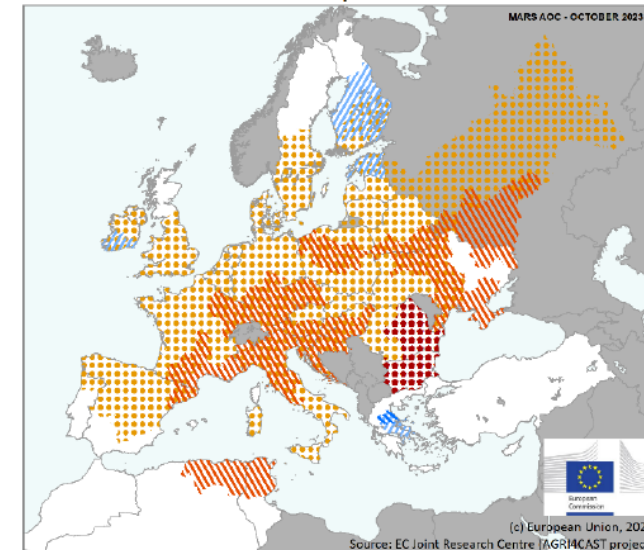 MARS AOC - OCTOBER 2023
European
Commission
(c) European Union, 202
Source: EC Joint Research Centre (AGRI4CAST projec